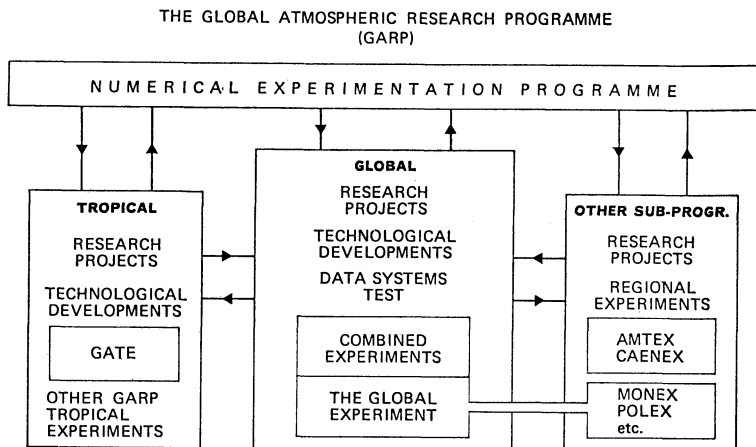 THE GLOBAL ATMOSPHERIC RESEARCH PROGRAMME
(GARP)
NUMERICAL EXPERIMENTATION PROGRAMME
TROPICAL
RESEARCH
PROJECTS
TECHNOLOGICAL
DEVELOPMENTS
GATE
OTHER GARP
TROPICAL
EXPERIMENTS
GLOBAL
RESEARCH
PROJECTS
TECHNOLOGICAL
DEVELOPMENTS
DATA SYSTEMS
TEST
COMBINED
EXPERIMENTS
THE GLOBAL
EXPERIMENT
OTHER SUB-PROGR.
RESEARCH
PROJECTS
REGIONAL
EXPERIMENTS
AMTEX
CAENEX
MONEX
POLEX
etc.